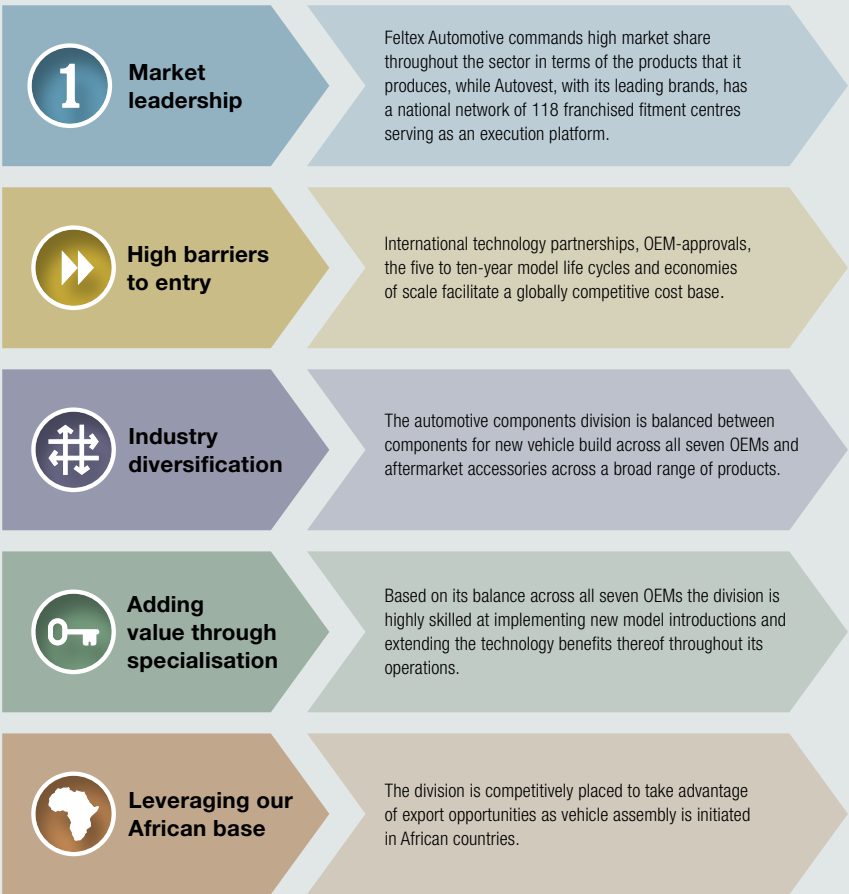 1
Market
leadership
Feltex Automotive commands high market share
throughout the sector in terms of the products that it
produces, while Autovest, with its leading brands, has
a national network of 118 franchised fitment centres
serving as an execution platform.
High barriers
to entry
International technology partnerships, OEM-approvals,
the five to ten-year model life cycles and economies
of scale facilitate a globally competitive cost base.
Industry
diversification
The automotive components division is balanced between
components for new vehicle build across all seven OEMs and
aftermarket accessories across a broad range of products.
Adding
value through
specialisation
Based on its balance across all seven OEMs the division is
highly skilled at implementing new model introductions and
extending the technology benefits thereof throughout its
operations.
Leveraging our
African base
The division is competitively placed to take advantage
of export opportunities as vehicle assembly is initiated
in African countries.